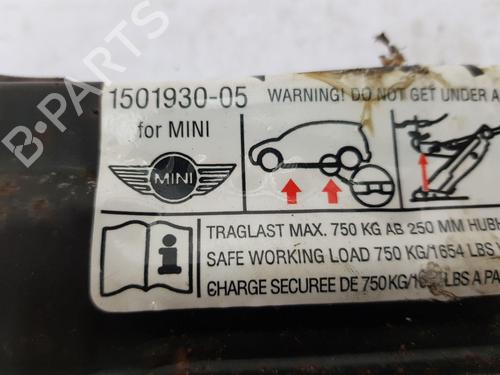 B-PARTS
1501930-05
WARNING! DO NOT GET UNDER A
for MINI
MINI
TRAGLAST MAX. 750 KG AB 250 MM HUBH
SAFE WORKING LOAD 750 KG/1654 LBS
CHARGE SECUREE DE 750 KG/ LBS A PA